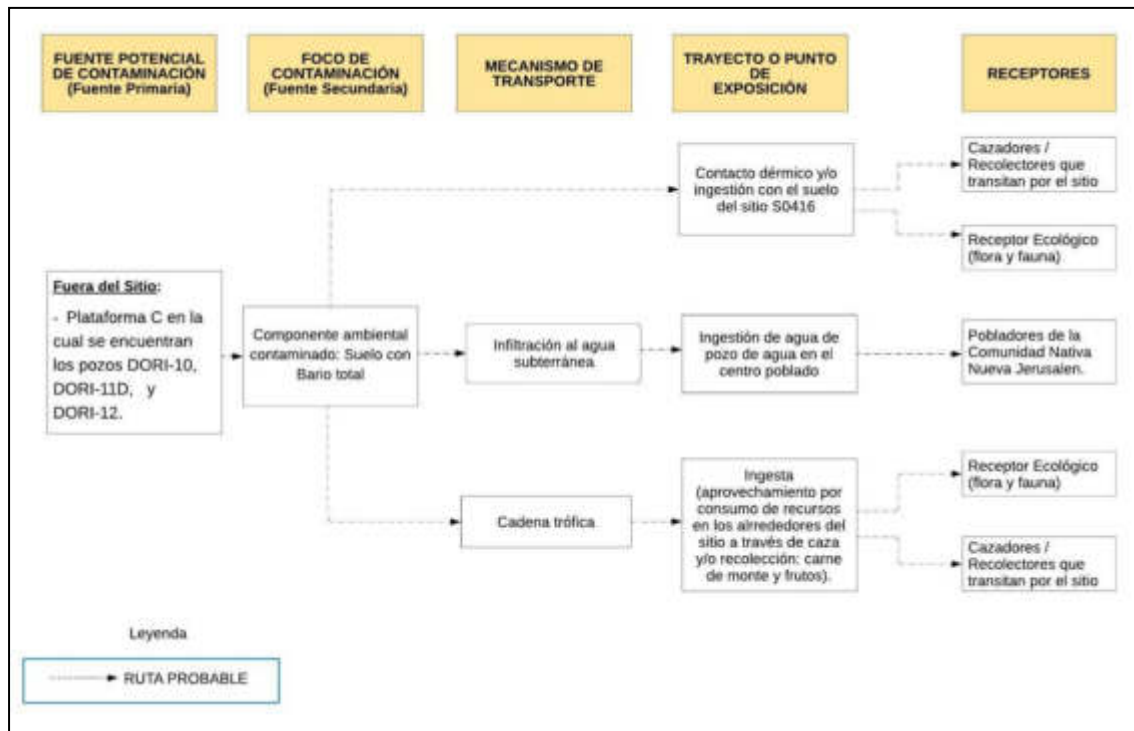 FUENTE POTENCIAL
DE CONTAMINACIÓN
(Fuente Primaria)
FOCO DE
CONTAMINACIÓN
(Fuente Secundaria)
MECANISMO DE
TRANSPORTE
TRAYECTO O PUNTO
DE
EXPOSICIÓN
RECEPTORES
Contacto dérmico y/o
ingestión con el suelo
del sitio S0416
Cazadores /
Recolectores que
transitan por el sitio
Receptor Ecológico
(flora y fauna)
Fuera del Sitio:
- Plataforma C en la
cual se encuentran
los pozos DORI-10,
DORI-11D, y
DORI-12.
Componente ambiental
contaminado: Suelo con
Bario total
Infiltración al agua
subterránea
Ingestión de agua de
pozo de agua en el
centro poblado
Pobladores de la
Comunidad Nativa
Nueva Jerusalen.
Cadena trófica
Ingesta
(aprovechamiento por
consumo de recursos
en los alrrededores del
sitio a través de caza
y/o recolección: carne
de monte y frutos).
Receptor Ecológico
(flora y fauna)
Cazadores /
Recolectores que
transitan por el sitio
Leyenda
RUTA PROBABLE